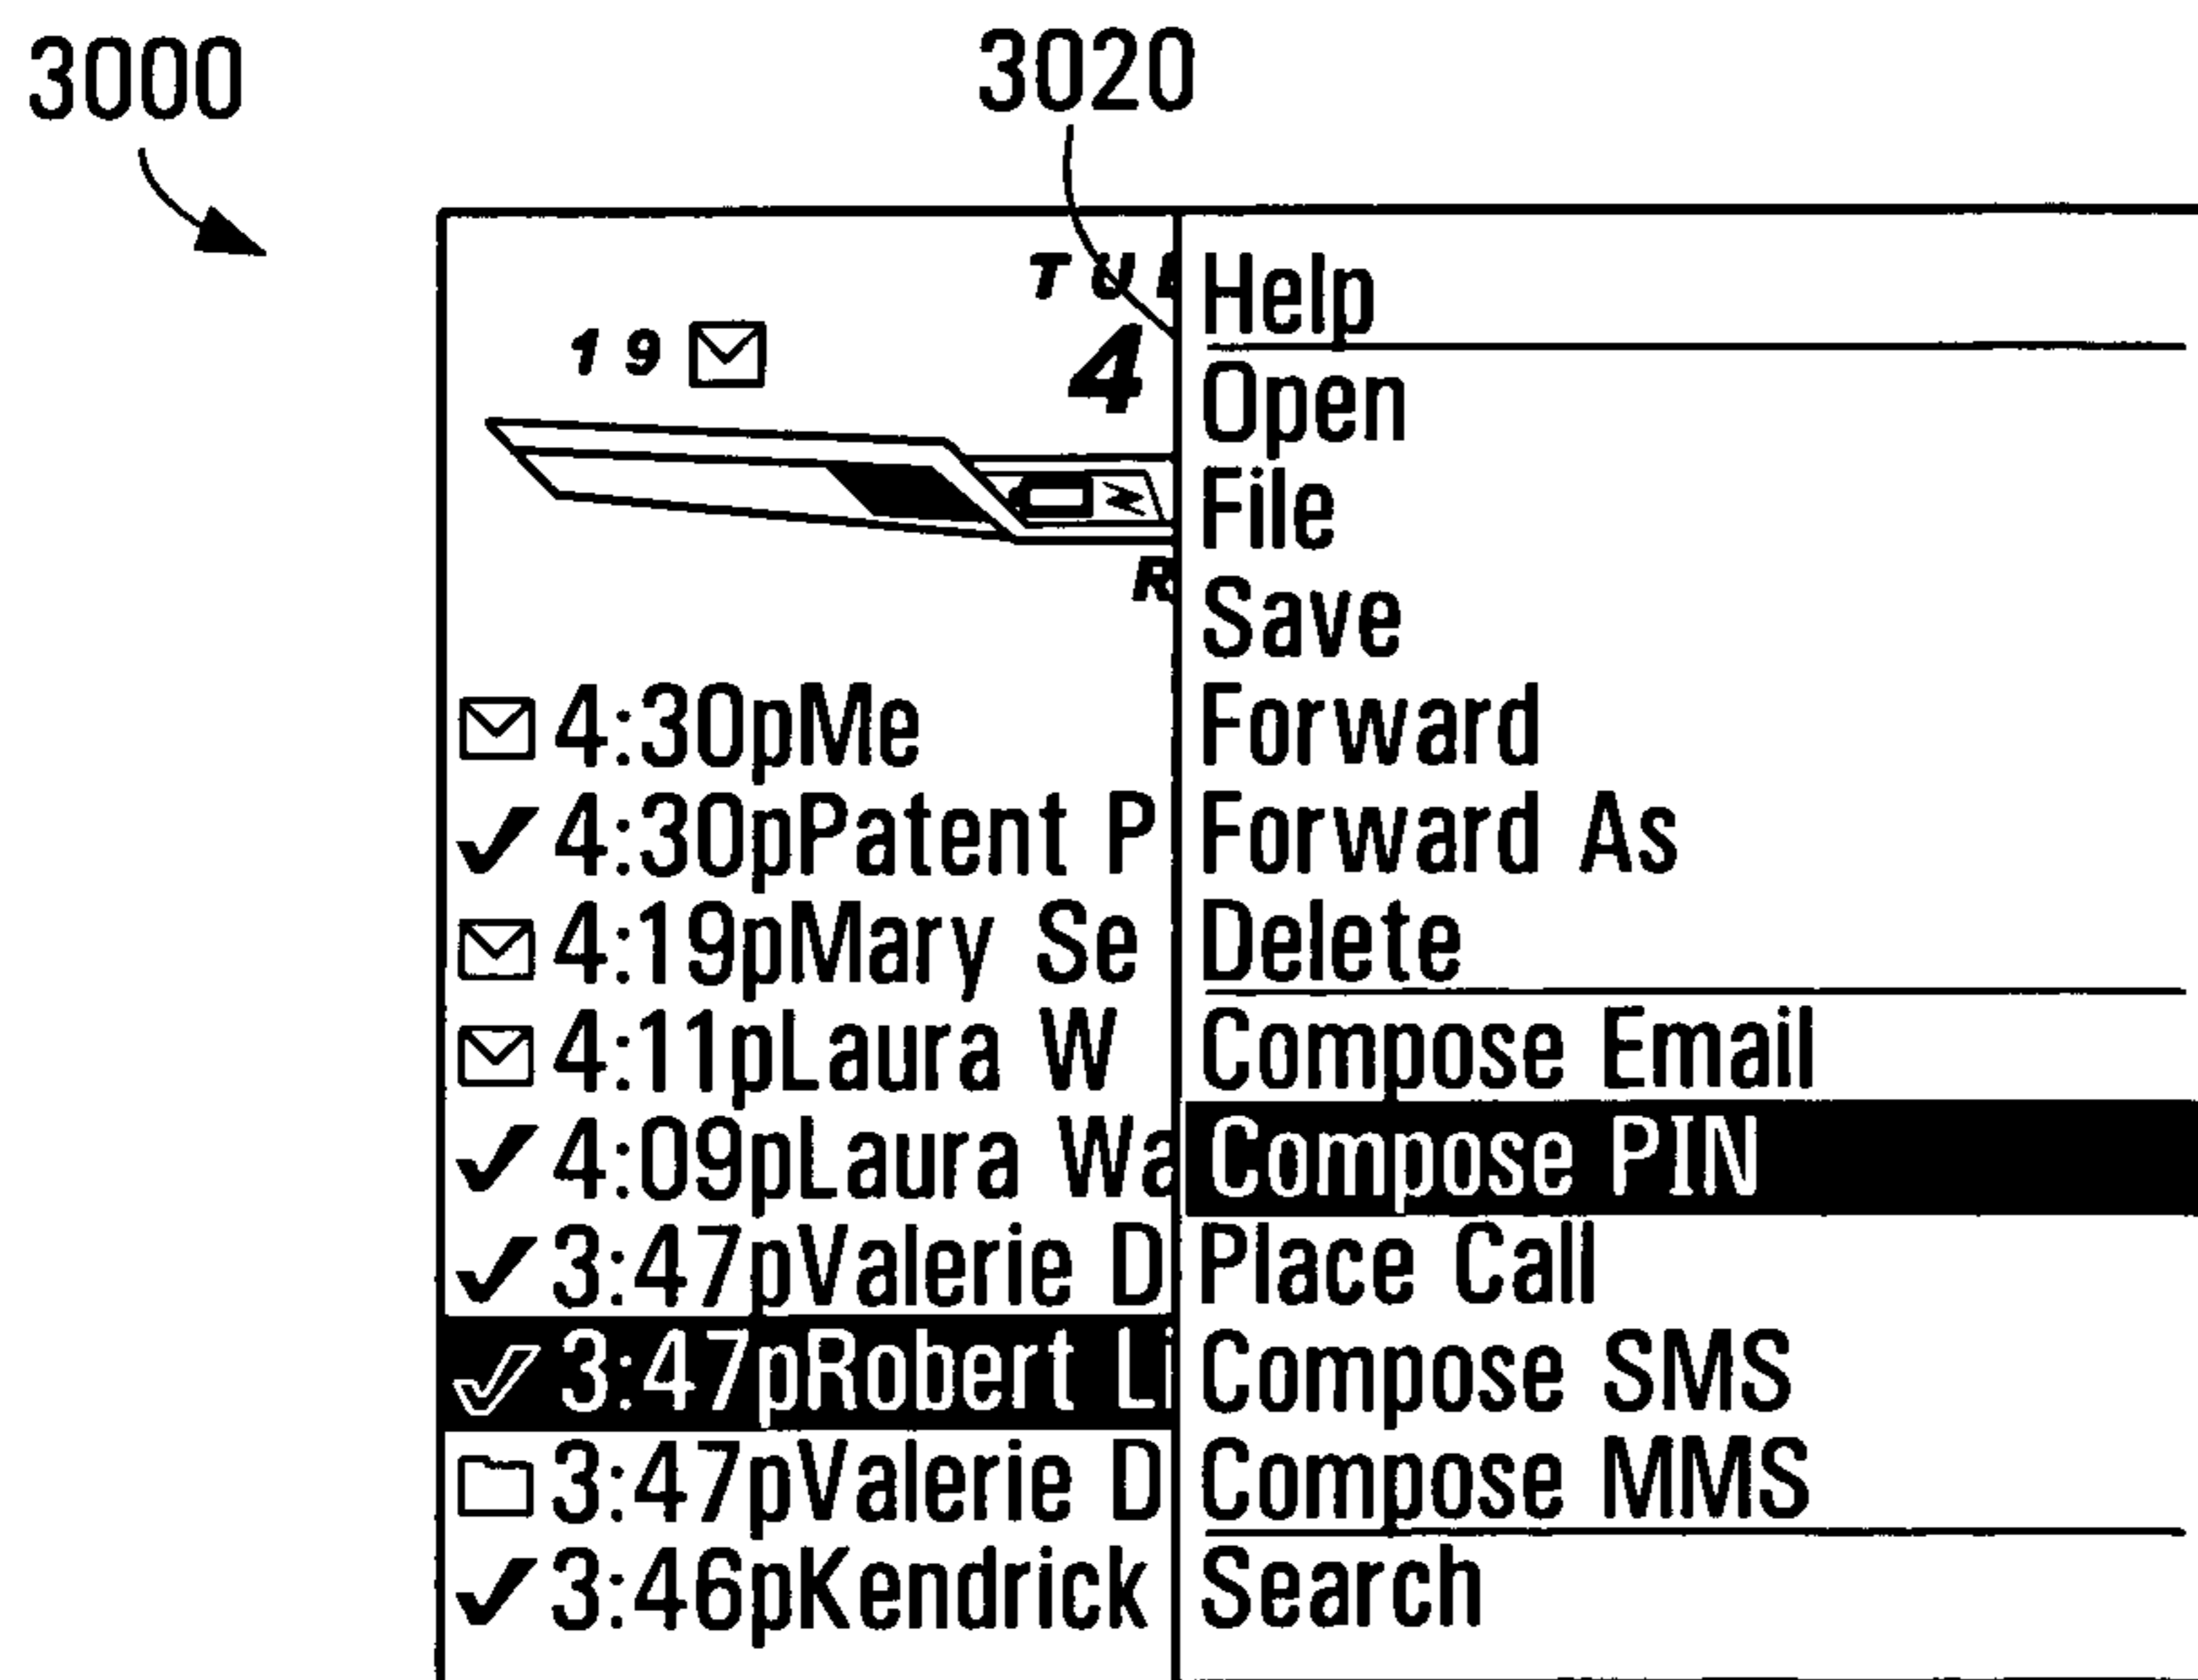 3000
3020
19
4
4:30pMe
4:30pPatent P
4:19pMary Se
4:11pLaura W
4:09pLaura Wa
3:47pValerie D
3:47pRobert Li
3:47pValerie D
3:46pKendrick
Help
Open
File
Save
Forward
Forward As
Delete
Compose Email
Compose PIN
Place Call
Compose SMS
Compose MMS
Search